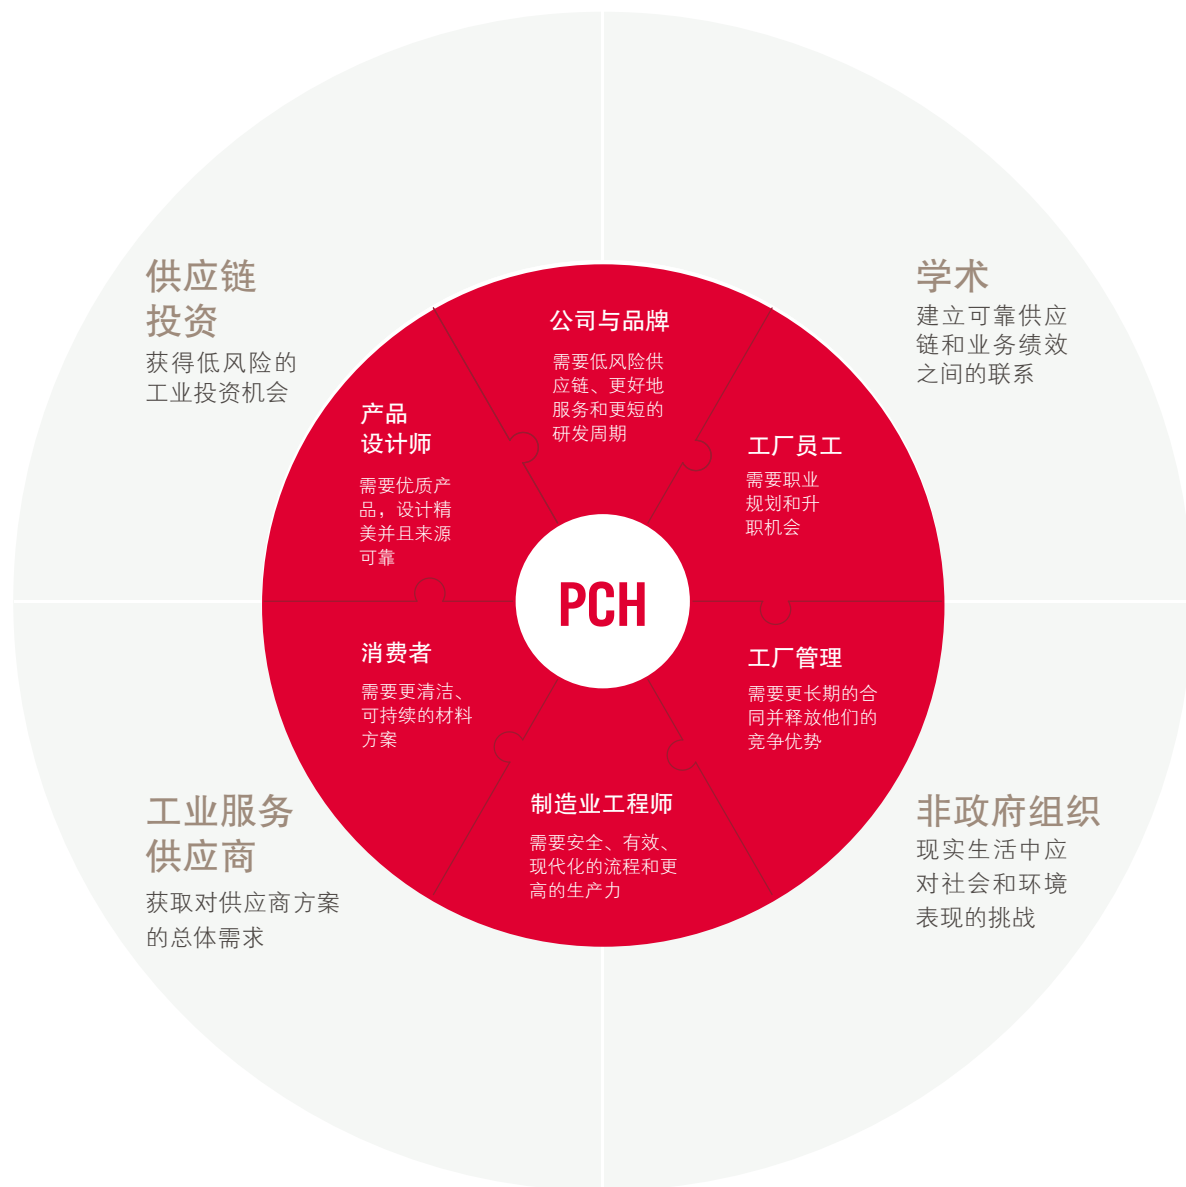 供应链
投资
获得低风险的
工业投资机会
学术
建立可靠供应
链和业务绩效
之间的联系
公司与品牌
需要低风险供
应链、更好地
服务和更短的
研发周期
产品
设计师
需要优质产
品，设计精
美并且来源
可靠
工厂员工
需要职业
规划和升
职机会
PCH
消费者
需要更清洁、
可持续的材料
方案
工厂管理
需要更长期的合
同并释放他们的
竞争优势
制造业工程师
需要安全、有效、
现代化的流程和更
高的生产力
工业服务
供应商
获取对供应商方案
的总体需求
非政府组织
现实生活中应
对社会和环境
表现的挑战